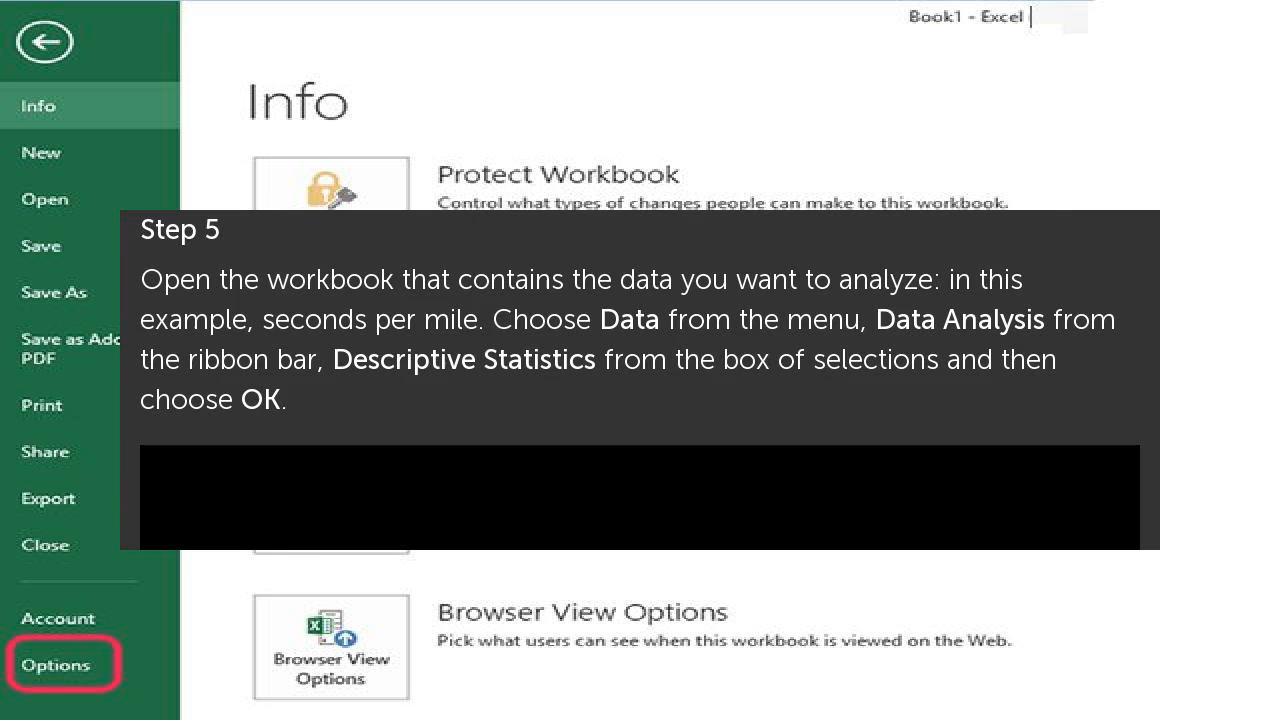 Book1 - Excel
Info
Info
New
Open
Save
Save As
Save as Ado
PDF
Print
Share
Export
Close
Account
Options
Protect Workbook
Control what types of changes people can make to this workbook.
Step 5
Open the workbook that contains the data you want to analyze: in this
example, seconds per mile. Choose Data from the menu, Data Analysis from
the ribbon bar, Descriptive Statistics from the box of selections and then
choose OK.
Browser View
Options
Browser View Options
Pick what users can see when this workbook is viewed on the Web.